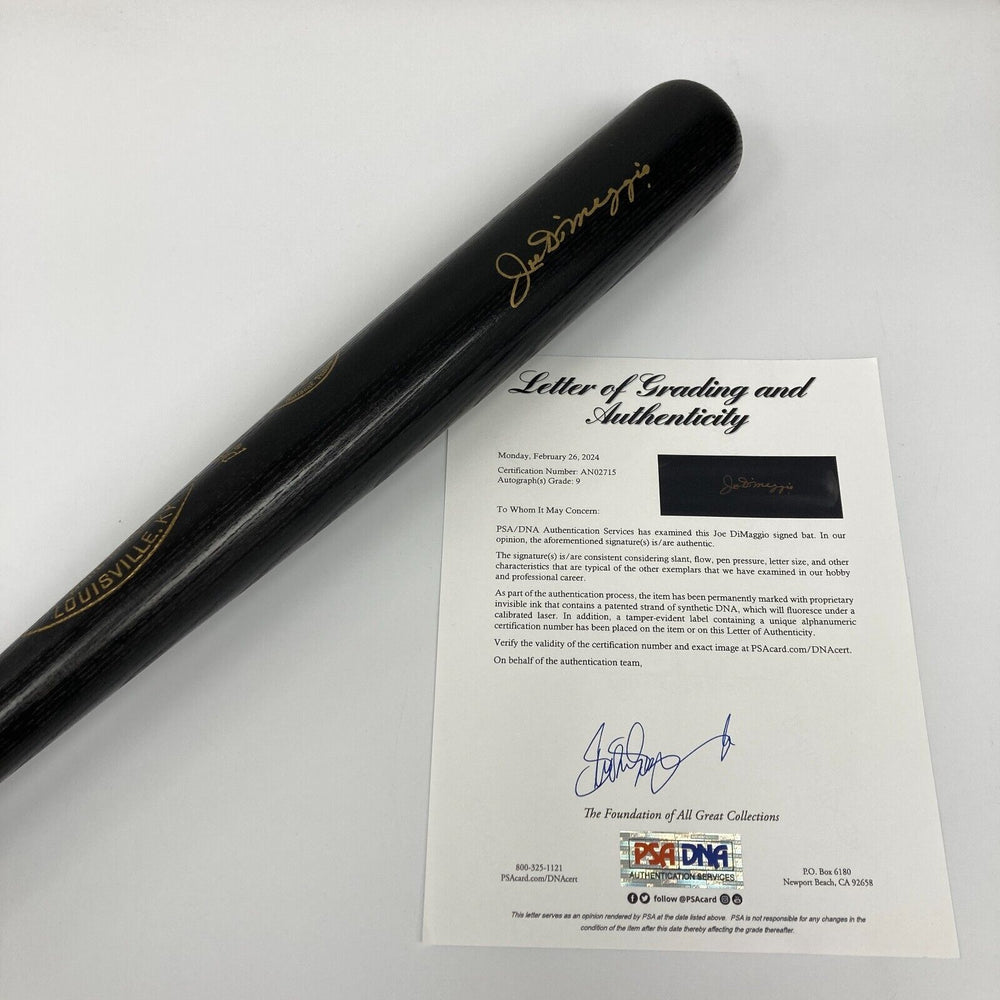 Joe DiMaggio
LOUISVILLE, KY.
Letter of Grading and
Authenticity
Monday, February 26, 2024
Certification Number: AN02715
Autograph(s) Grade: 9
Joe DiMaggio
To Whom It May Concern:
PSA/DNA Authentication Services has examined this Joe DiMaggio signed bat. In our
opinion, the aforementioned signature(s) is/are authentic.
The signature(s) is/are consistent considering slant, flow, pen pressure, letter size, and other
characteristics that are typical of the other exemplars that we have examined in our hobby
and professional career.
As part of the authentication process, the item has been permanently marked with proprietary
invisible ink that contains a patented strand of synthetic DNA, which will fluoresce under a
calibrated laser. In addition, a tamper-evident label containing a unique alphanumeric
certification number has been placed on the item or on this Letter of Authenticity.
Verify the validity of the certification number and exact image at PSAcard.com/DNAcert.
On behalf of the authentication team,
The Foundation of All Great Collections
PSA DNA
AUTHENTICATION SERVICES
800-325-1121
PSAcard.com/DNAcert
P.O. Box 6180
Newport Beach, CA 92658
follow @PSAcard
This letter serves as an opinion rendered by PSA at the date listed above. PSA is not responsible for any changes in the
condition of the item after this date thereby affecting the grade thereafter.